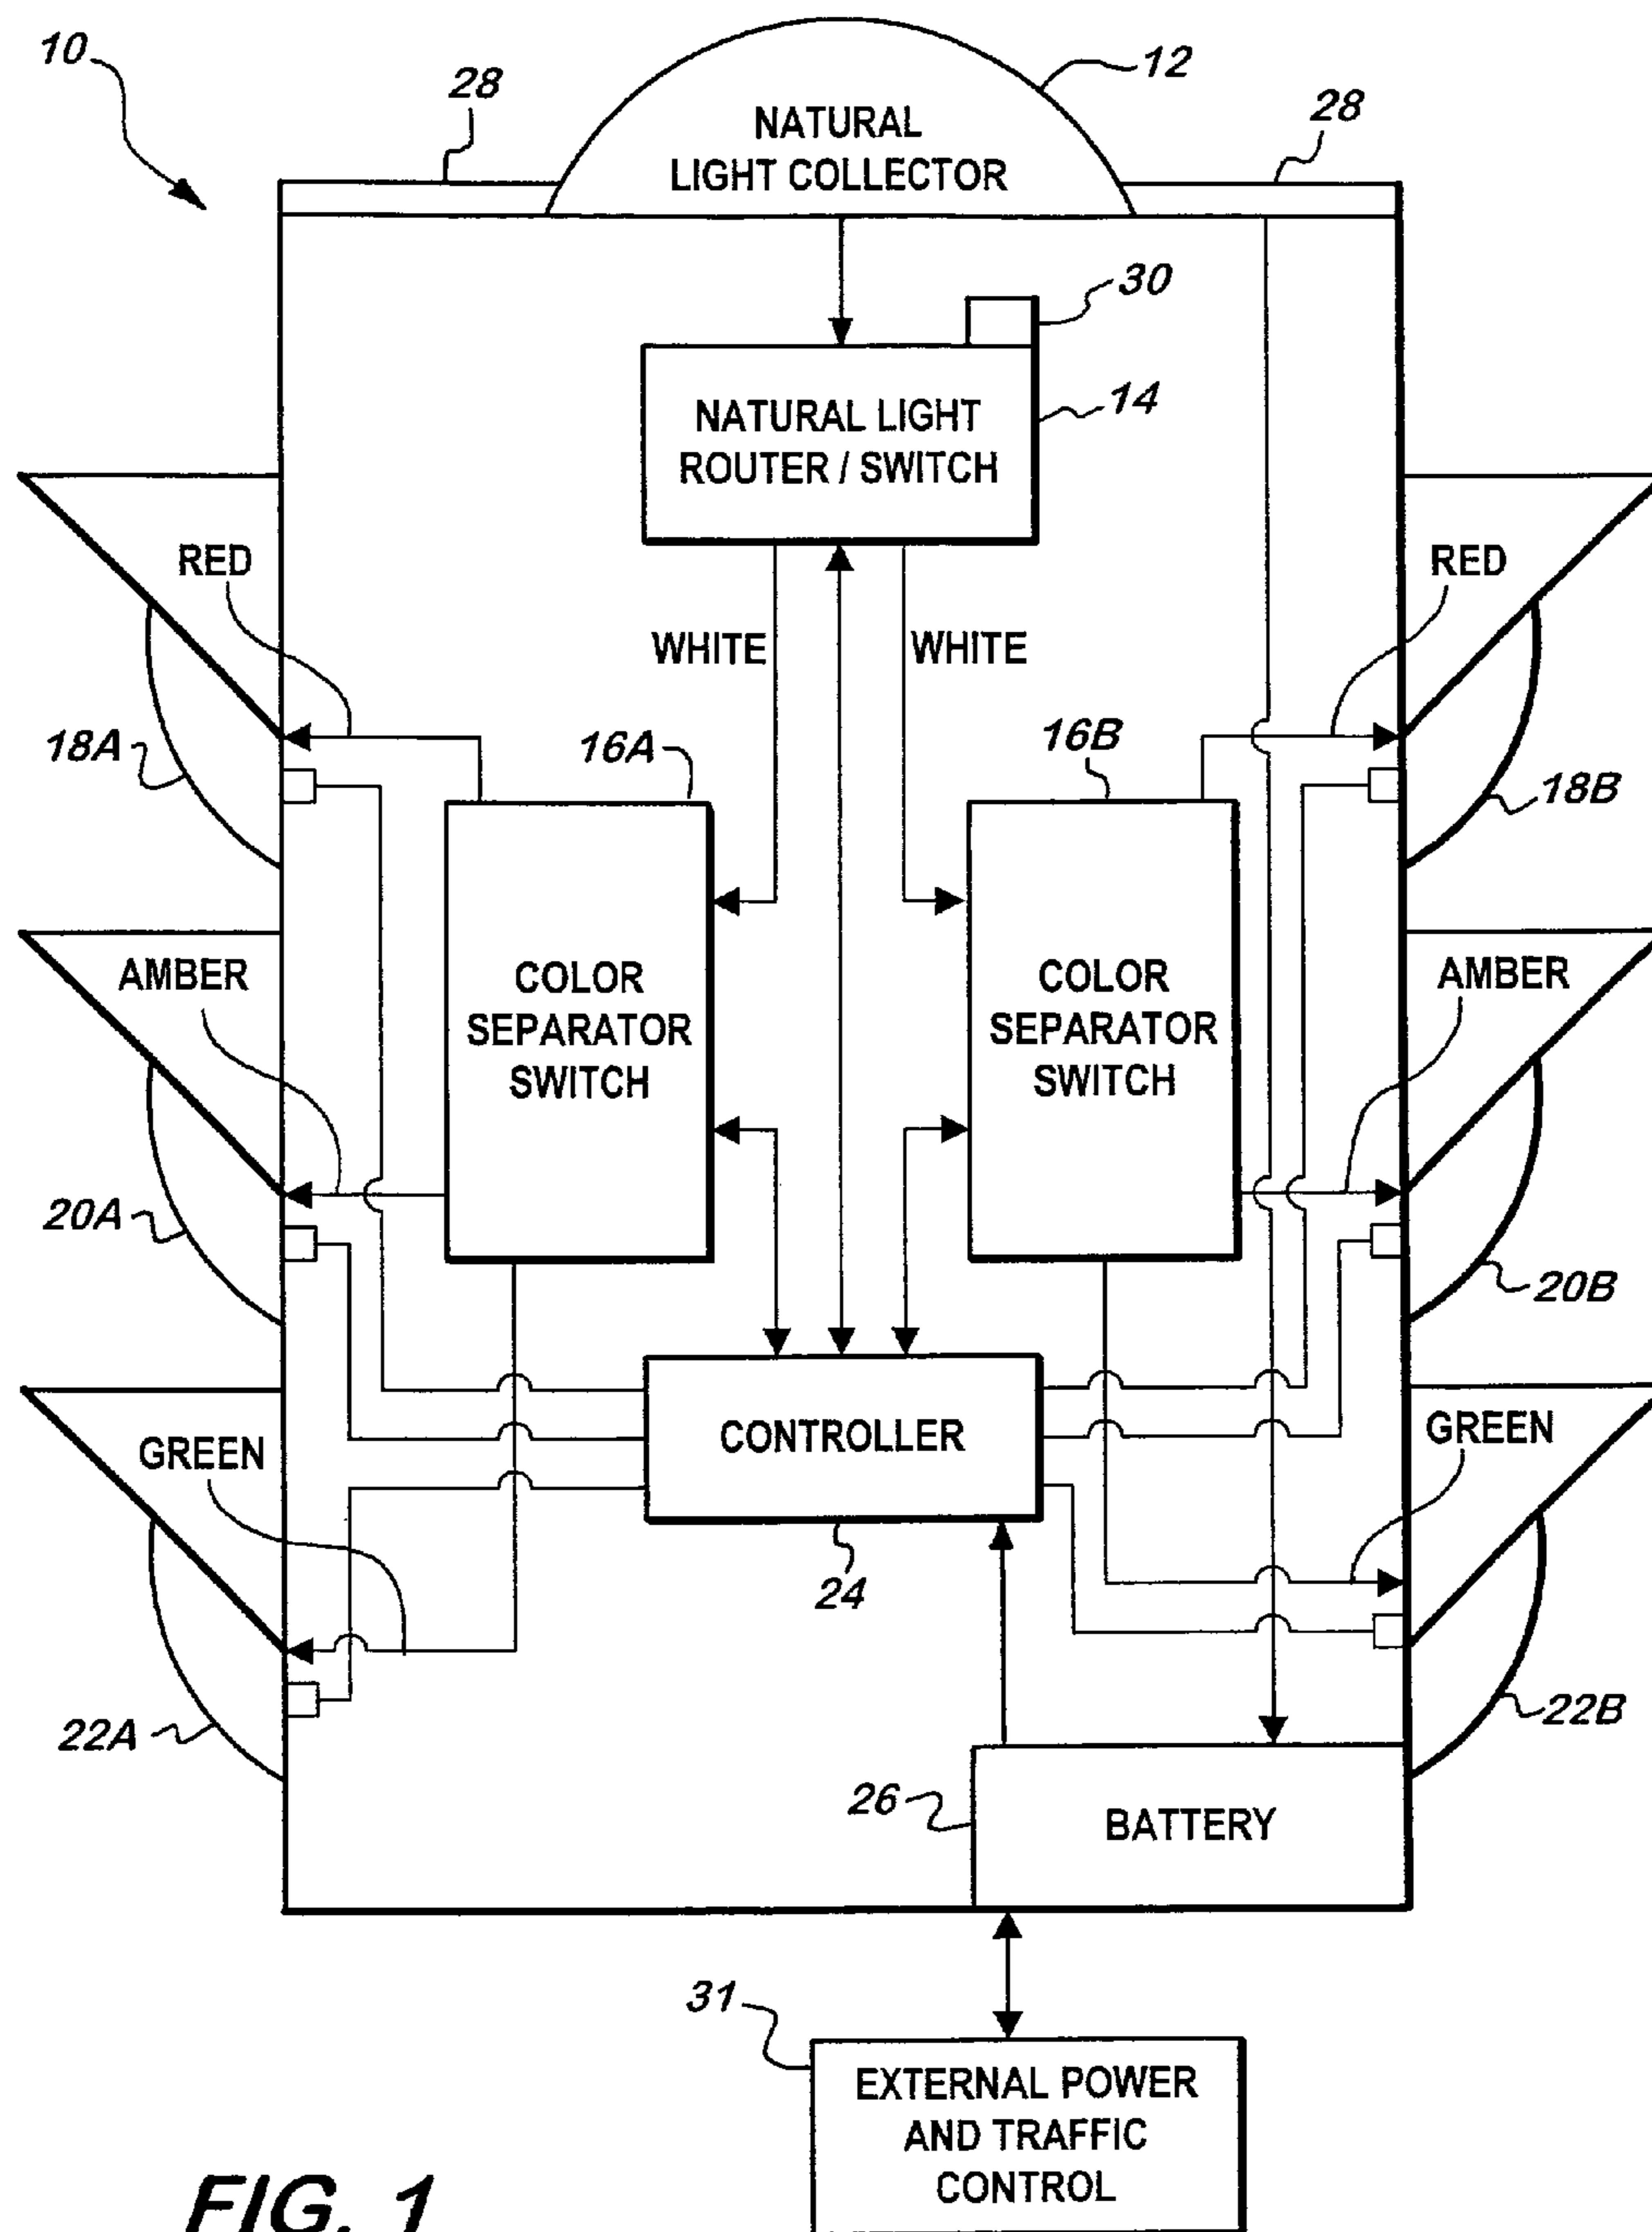 10
28
12
28
NATURAL
LIGHT COLLECTOR
30
14
NATURAL LIGHT
ROUTER / SWITCH
RED
RED
WHITE
WHITE
18A
16A
16B
18B
COLOR
SEPARATOR
SWITCH
COLOR
SEPARATOR
SWITCH
AMBER
AMBER
20A
20B
CONTROLLER
GREEN
GREEN
24
22A
22B
26
BATTERY
31
EXTERNAL POWER
AND TRAFFIC
CONTROL
FIG. 1